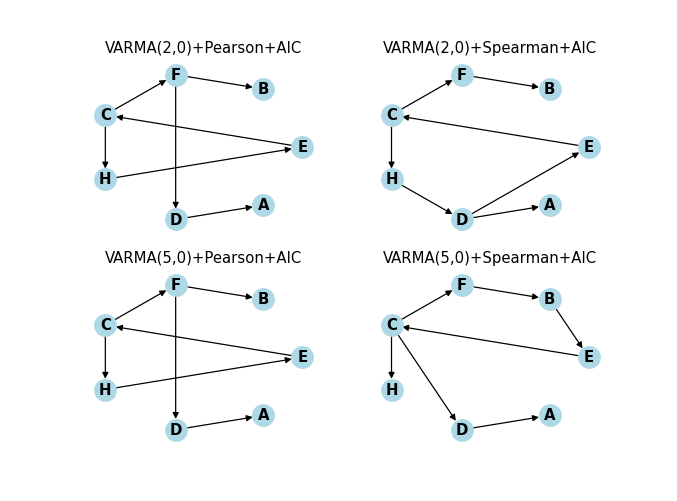 VARMA(2,0)+Pearson+AIC
F
B
C
E
H
A
D
VARMA(2,0)+Spearman+AIC
F
B
C
E
H
A
D
VARMA(5,0)+Pearson+AIC
F
B
C
E
H
A
D
VARMA(5,0)+Spearman+AIC
F
B
C
E
H
A
D